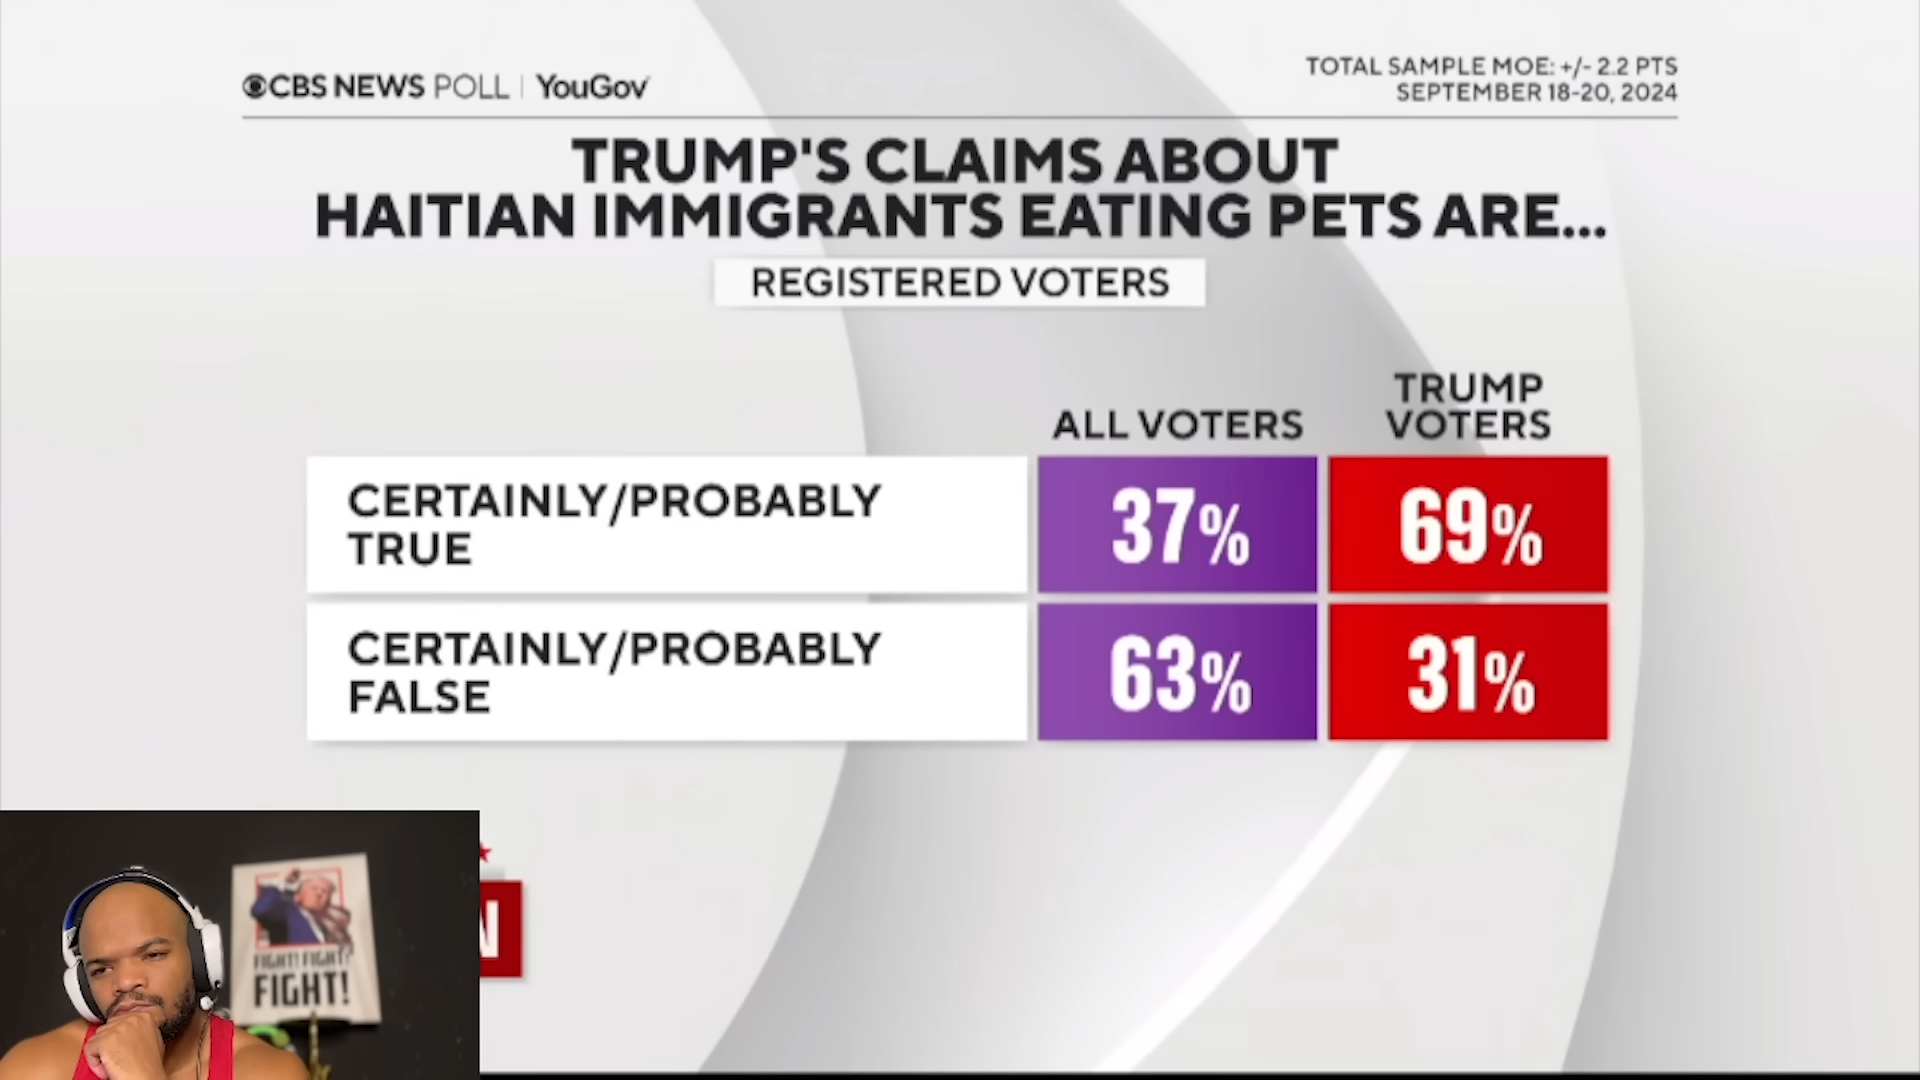 CBS NEWS POLL | YouGov
TOTAL SAMPLE MOE: +/- 2.2 PTS
SEPTEMBER 18-20, 2024
TRUMP'S CLAIMS ABOUT
HAITIAN IMMIGRANTS EATING PETS ARE...
REGISTERED VOTERS
ALL VOTERS
TRUMP
VOTERS
CERTAINLY/PROBABLY
TRUE
37%
69%
CERTAINLY/PROBABLY
FALSE
63%
31%
N
FIGHT! FIGHT!
FIGHT!